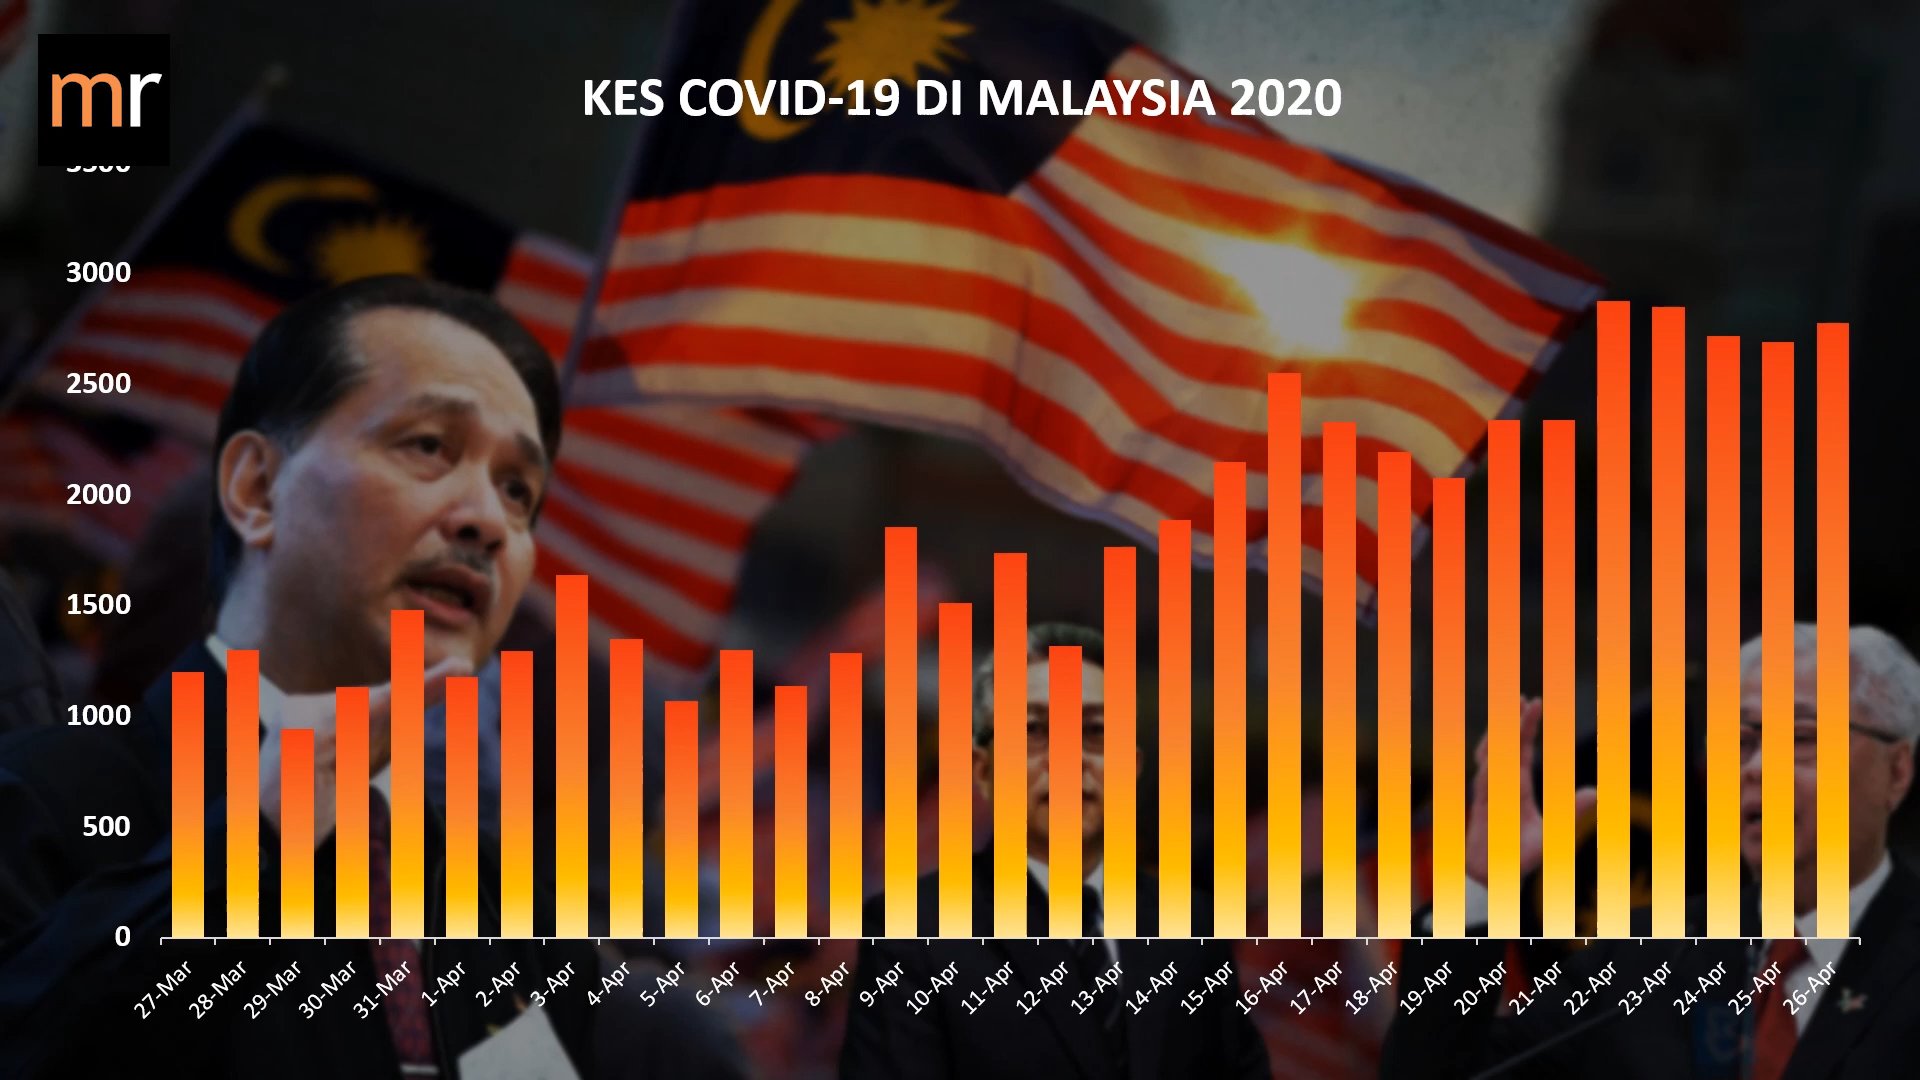 mr
KES COVID-19 DI MALAYSIA 2020
3000
2500
2000
1500
1000
500
0
27-Mar
28-Mar
29-Mar
30-Mar
31-Mar
1-Apr
2-Apr
3-Apr
4-Apr
5-Apr
6-Apr
7-Apr
8-Apr
9-Apr
10-Apr
11-Apr
12-Apr
13-Apr
14-Apr
15-Apr
16-Apr
17-Apr
18-Apr
19-Apr
20-Apr
21-Apr
22-Apr
23-Apr
24-Apr
25-Apr
26-Apr